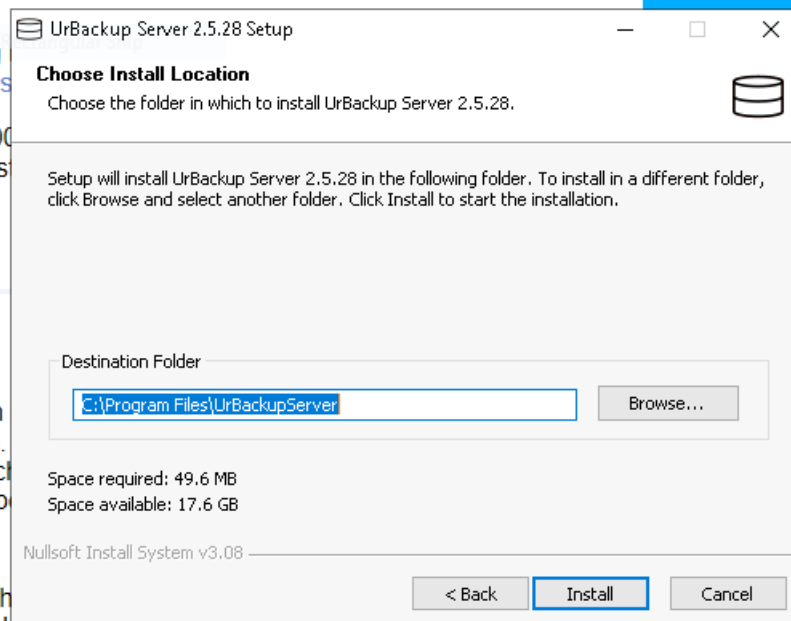 UrBackup Server 2.5.28 Setup
Choose Install Location
Choose the folder in which to install UrBackup Server 2.5.28.
Setup will install UrBackup Server 2.5.28 in the following folder. To install in a different folder,
click Browse and select another folder. Click Install to start the installation.
Destination Folder
C:\Program Files\UrBackupServer
Browse...
Space required: 49.6 MB
Space available: 17.6 GB
Nullsoft Install System v3.08
< Back
Install
Cancel